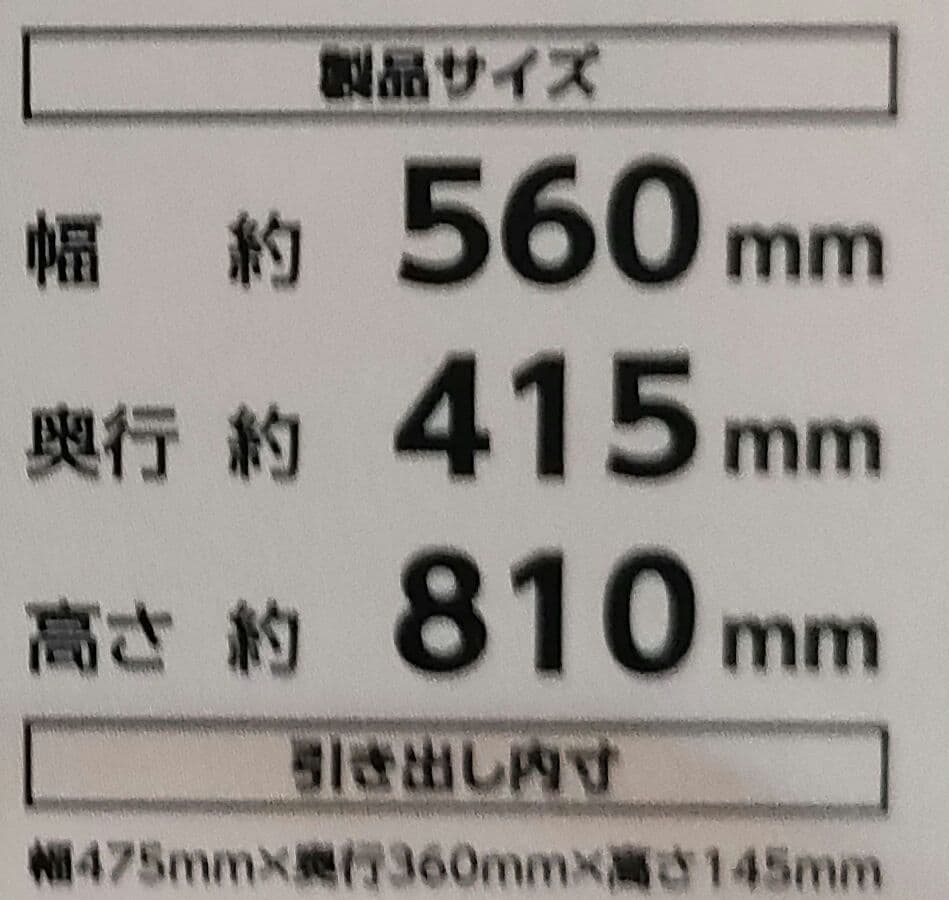 製品サイズ
幅 約 560 mm
奥行 約 415 mm
高さ 約 810 mm
引き出し内寸
幅475mm×奥行360mm×高さ145mm